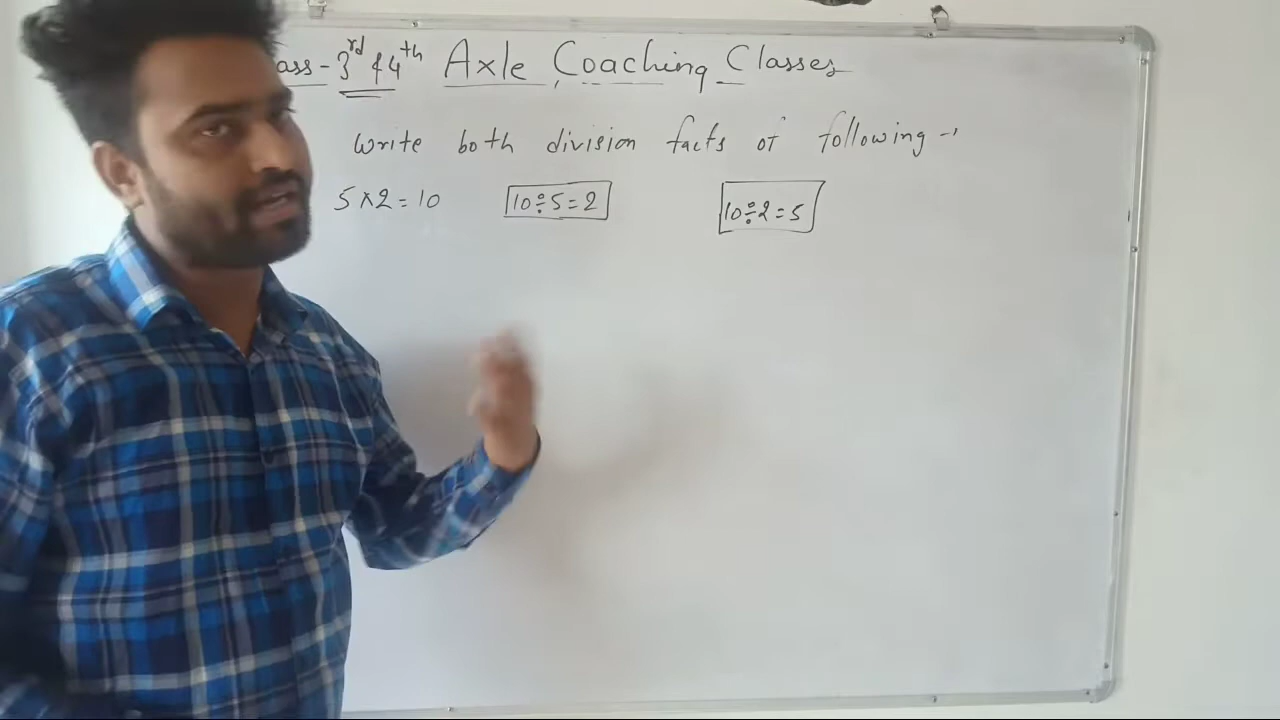 ass - 3rd & 4th Axle Coaching Classes
Write both division facts of following -
5 × 2 = 10 10 ÷ 5 = 2 10 ÷ 2 = 5